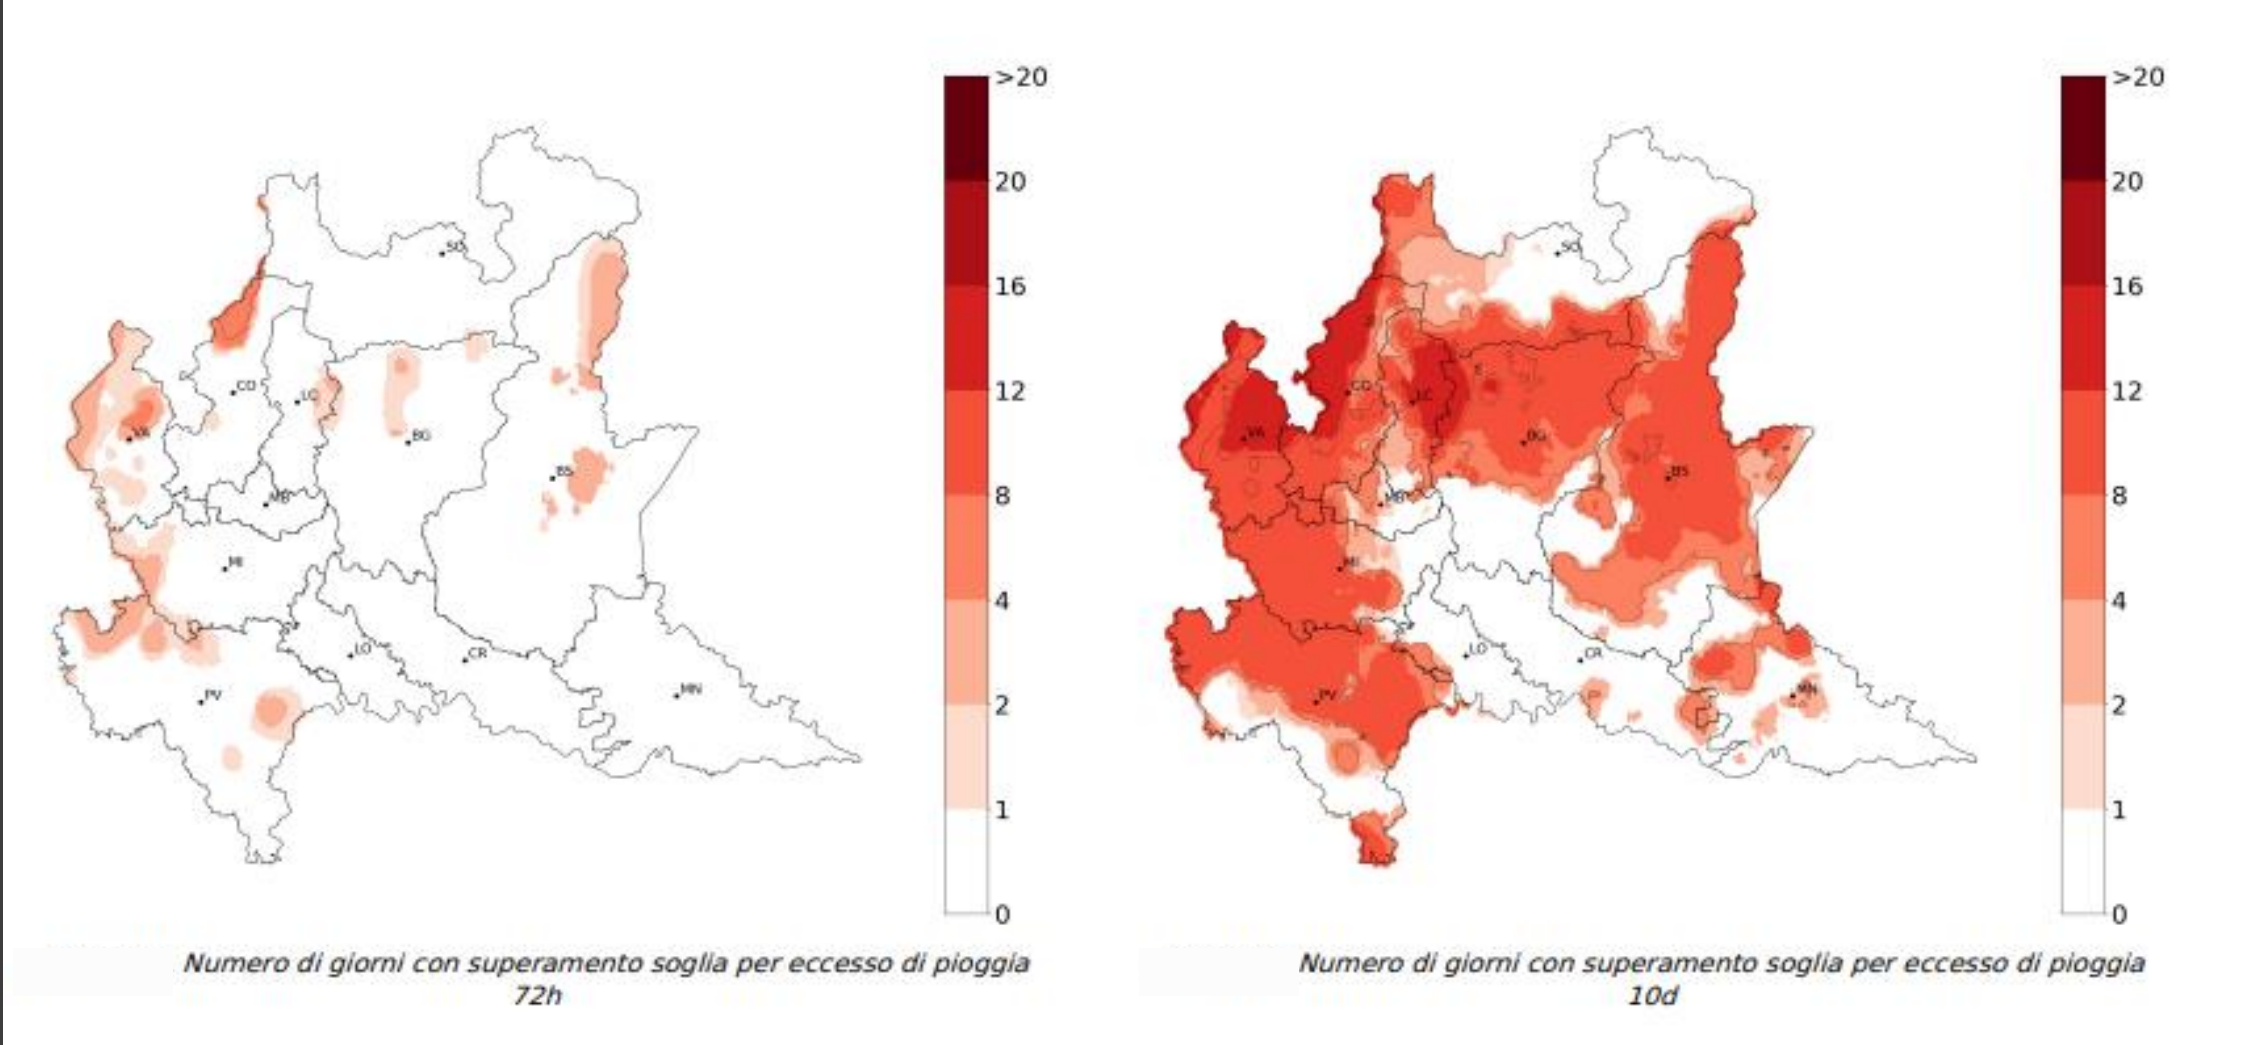 >20
20
16
12
8
4
2
1
0
SO
CO
LC
VA
BG
BS
MB
MI
LO
CR
PV
MN
Numero di giorni con superamento soglia per eccesso di pioggia
72h
>20
20
16
12
8
4
2
1
0
SO
CO
LC
VA
BG
BS
MB
MI
LO
CR
PV
MN
Numero di giorni con superamento soglia per eccesso di pioggia
10d